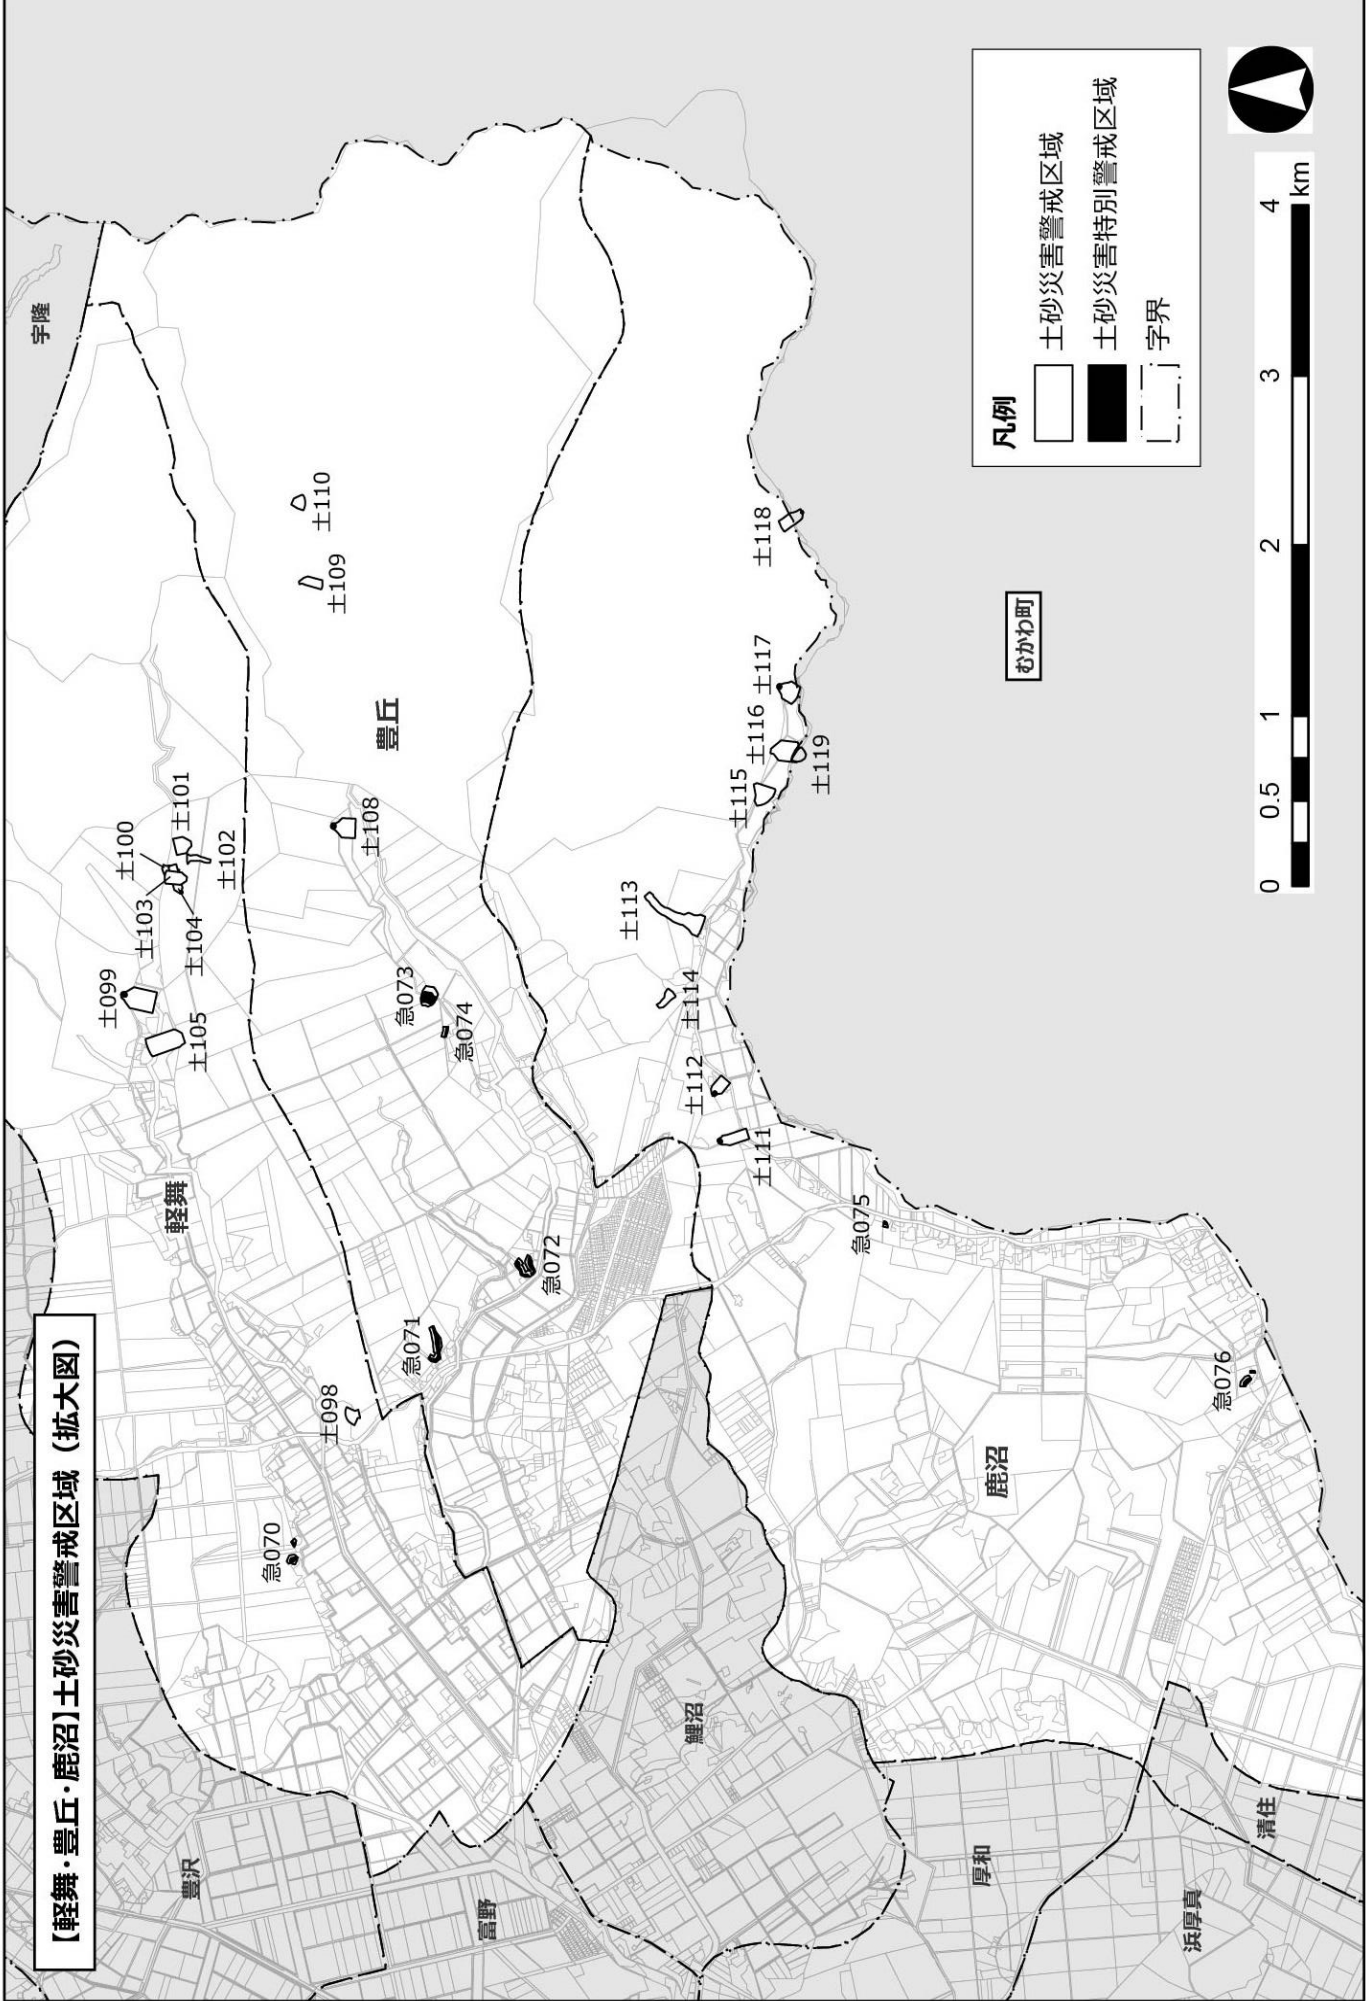 【軽舞・豊丘・鹿沼】土砂災害警戒区域（拡大図）
宇隆
土110
土109
豊丘
土118
土117
土116
土119
土115
土100
土101
土103
土102
土104
土108
土099
土105
土113
急073
急074
土114
土112
土111
軽舞
急075
急072
急071
土098
急076
急070
鹿沼
鯉沼
豊沢
富野
厚和
清住
浜厚真
むかわ町
凡例
土砂災害警戒区域
土砂災害特別警戒区域
字界
0 0.5 1 2 3 4
km